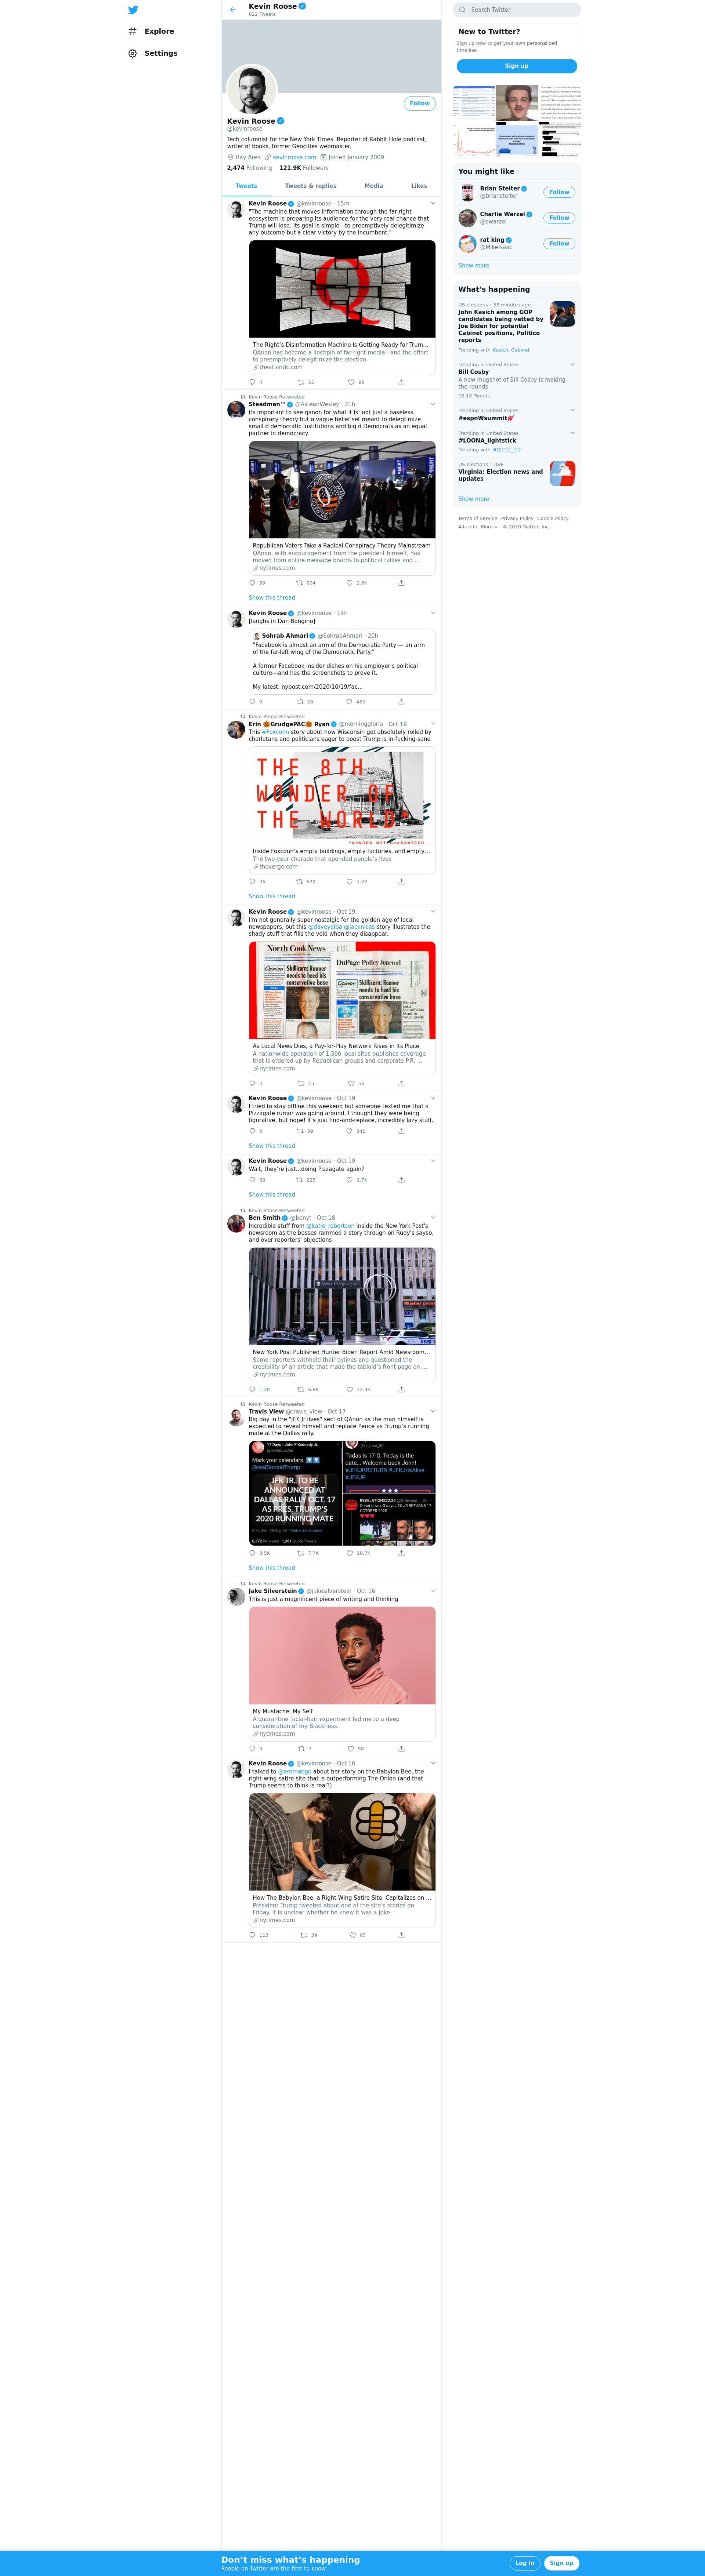 Explore
Settings
Kevin Roose
822 Tweets
Follow
Kevin Roose
@kevinroose
Tech columnist for the New York Times. Reporter of Rabbit Hole podcast,
writer of books, former Geocities webmaster.
Bay Area kevinroose.com Joined January 2009
2,474 Following 121.9K Followers
Tweets Tweets & replies Media Likes
Kevin Roose @kevinroose · 15m
"The machine that moves information through the far-right
ecosystem is preparing its audience for the very real chance that
Trump will lose. Its goal is simple—to preemptively delegitimize
any outcome but a clear victory by the incumbent."
The Right's Disinformation Machine Is Getting Ready for Trum...
QAnon has become a linchpin of far-right media—and the effort
to preemptively delegitimize the election.
theatlantic.com
4 55 98
Kevin Roose Retweeted
Steadman™ @AsteadWesley · 21h
its important to see qanon for what it is: not just a baseless
conspiracy theory but a vague belief set meant to delegtimize
small d democratic institutions and big d Democrats as an equal
partner in democracy
Republican Voters Take a Radical Conspiracy Theory Mainstream
QAnon, with encouragement from the president himself, has
moved from online message boards to political rallies and ...
nytimes.com
59 804 2.6K
Show this thread
Kevin Roose @kevinroose · 14h
[laughs in Dan Bongino]
Sohrab Ahmari @SohrabAhmari · 20h
"Facebook is almost an arm of the Democratic Party — an arm
of the far-left wing of the Democratic Party."
A former Facebook insider dishes on his employer's political
culture—and has the screenshots to prove it.
My latest. nypost.com/2020/10/19/fac...
9 28 459
Kevin Roose Retweeted
Erin 🎃GrudgePAC🎃 Ryan @morninggloria · Oct 19
This #Foxconn story about how Wisconsin got absolutely rolled by
charlatans and politicians eager to boost Trump is in-fucking-sane
THE 8TH
WONDER OF
THE WORLD*
*WONDER NOT GUARANTEED
Inside Foxconn's empty buildings, empty factories, and empty...
The two-year charade that upended people's lives
theverge.com
36 620 1.2K
Show this thread
Kevin Roose @kevinroose · Oct 19
I'm not generally super nostalgic for the golden age of local
newspapers, but this @daveyalba @jacknicas story illustrates the
shady stuff that fills the void when they disappear.
North Cook News
DuPage Policy Journal
Opinion
Skillicorn: Rauner
needs to heed his
conservative base
Opinion
Skillicorn: Rauner
needs to heed his
conservative base
As Local News Dies, a Pay-for-Play Network Rises in Its Place
A nationwide operation of 1,300 local sites publishes coverage
that is ordered up by Republican groups and corporate P.R. ...
nytimes.com
3 15 56
Kevin Roose @kevinroose · Oct 19
I tried to stay offline this weekend but someone texted me that a
Pizzagate rumor was going around. I thought they were being
figurative, but nope! It's just find-and-replace, incredibly lazy stuff.
8 39 342
Show this thread
Kevin Roose @kevinroose · Oct 19
Wait, they're just...doing Pizzagate again?
68 223 1.7K
Show this thread
Kevin Roose Retweeted
Ben Smith @benyt · Oct 18
Incredible stuff from @katie_robertson inside the New York Post's
newsroom as the bosses rammed a story through on Rudy's sayso,
and over reporters' objections
New York Post Published Hunter Biden Report Amid Newsroom...
Some reporters withheld their bylines and questioned the
credibility of an article that made the tabloid's front page on ...
nytimes.com
1.2K 6.8K 12.9K
Kevin Roose Retweeted
Travis View @travis_view · Oct 17
Big day in the "JFK Jr lives" sect of QAnon as the man himself is
expected to reveal himself and replace Pence as Trump's running
mate at the Dallas rally.
17 Days - John F Kennedy Jr.
Mark your calendars.
@realDonaldTrump
JFK JR. TO BE
ANNOUNCED AT
DALLAS RALLY OCT. 17
AS PRES. TRUMP'S
2020 RUNNING MATE
Todas is 17-0. Today is the
date... Welcome back John!
#JFKJRRETURN #JFKJrisAlive
#JFKJR
3.5K 7.7K 18.7K
Show this thread
Kevin Roose Retweeted
Jake Silverstein @jakesilverstein · Oct 16
This is just a magnificent piece of writing and thinking
My Mustache, My Self
A quarantine facial-hair experiment led me to a deep
consideration of my Blackness.
nytimes.com
3 7 58
Kevin Roose @kevinroose · Oct 16
I talked to @emmabgo about her story on the Babylon Bee, the
right-wing satire site that is outperforming The Onion (and that
Trump seems to think is real?)
How The Babylon Bee, a Right-Wing Satire Site, Capitalizes on ...
President Trump tweeted about one of the site's stories on
Friday. It is unclear whether he knew it was a joke.
nytimes.com
113 39 65
Search Twitter
New to Twitter?
Sign up now to get your own personalized
timeline!
Sign up
You might like
Brian Stelter
@brianstelter
Follow
Charlie Warzel
@cwarzel
Follow
rat king
@MikeIsaac
Follow
Show more
What's happening
US elections · 58 minutes ago
John Kasich among GOP
candidates being vetted by
Joe Biden for potential
Cabinet positions, Politico
reports
Trending with Kasich, Cabinet
Trending in United States
Bill Cosby
A new mugshot of Bill Cosby is making
the rounds
16.1K Tweets
Trending in United States
#espnWsummit
Trending in United States
#LOONA_lightstick
Trending with
US elections · LIVE
Virginia: Election news and
updates
Show more
Terms of Service Privacy Policy Cookie Policy
Ads info More © 2020 Twitter, Inc.
Don't miss what's happening
People on Twitter are the first to know.
Log in Sign up